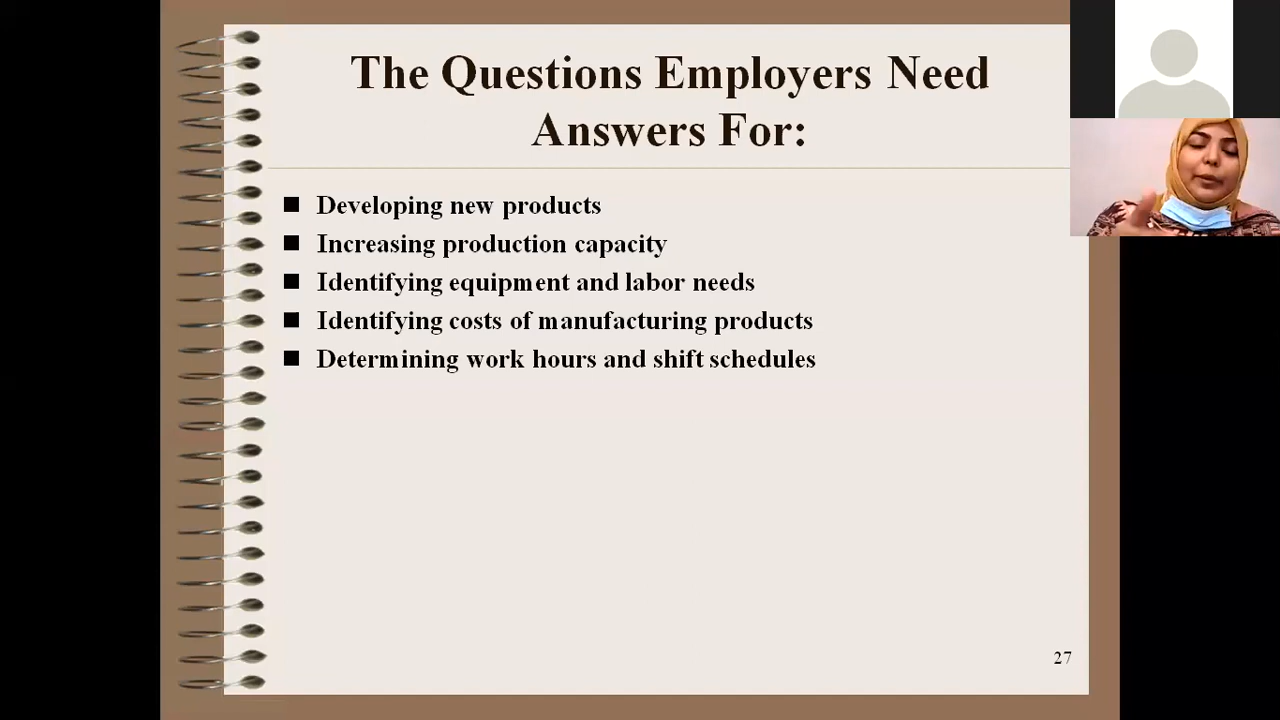 The Questions Employers Need
Answers For:
Developing new products
Increasing production capacity
Identifying equipment and labor needs
Identifying costs of manufacturing products
Determining work hours and shift schedules
27